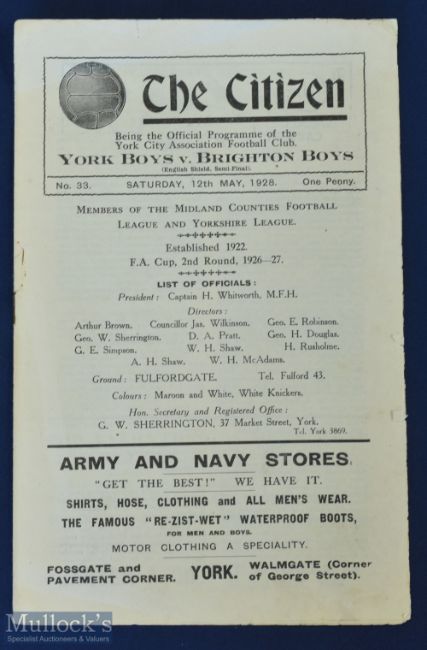 The Citizen
Being the Official Programme of the
York City Association Football Club.
YORK BOYS v. BRIGHTON BOYS
(English Shield, Semi Final).
No. 33. SATURDAY, 12th MAY, 1928. One Penny.
MEMBERS OF THE MIDLAND COUNTIES FOOTBALL
LEAGUE AND YORKSHIRE LEAGUE.
Established 1922.
F.A. Cup, 2nd Round, 1926—27.
LIST OF OFFICIALS:
President: Captain H. Whitworth, M.F.H.
Directors:
Arthur Brown. Councillor Jas. Wilkinson. Geo. E. Robinson.
Geo. W. Sherrington. D. A. Pratt. Geo. H. Douglas.
G. E. Simpson. W. H. Shaw. H. Rusholme.
A. H. Shaw. W. H. McAdams.
Ground: FULFORDGATE. Tel. Fulford 43.
Colours: Maroon and White, White Knickers.
Hon. Secretary and Registered Office:
G. W. SHERRINGTON, 37 Market Street, York.
Tel. York 3869.
ARMY AND NAVY STORES.
"GET THE BEST!" WE HAVE IT.
SHIRTS, HOSE, CLOTHING and ALL MEN'S WEAR.
THE FAMOUS "RE-ZIST-WET" WATERPROOF BOOTS,
FOR MEN AND BOYS.
MOTOR CLOTHING A SPECIALITY.
FOSSGATE and PAVEMENT CORNER. YORK. WALMGATE (Corner of George Street).
Mullock's
Specialist Auctioneers & Valuers